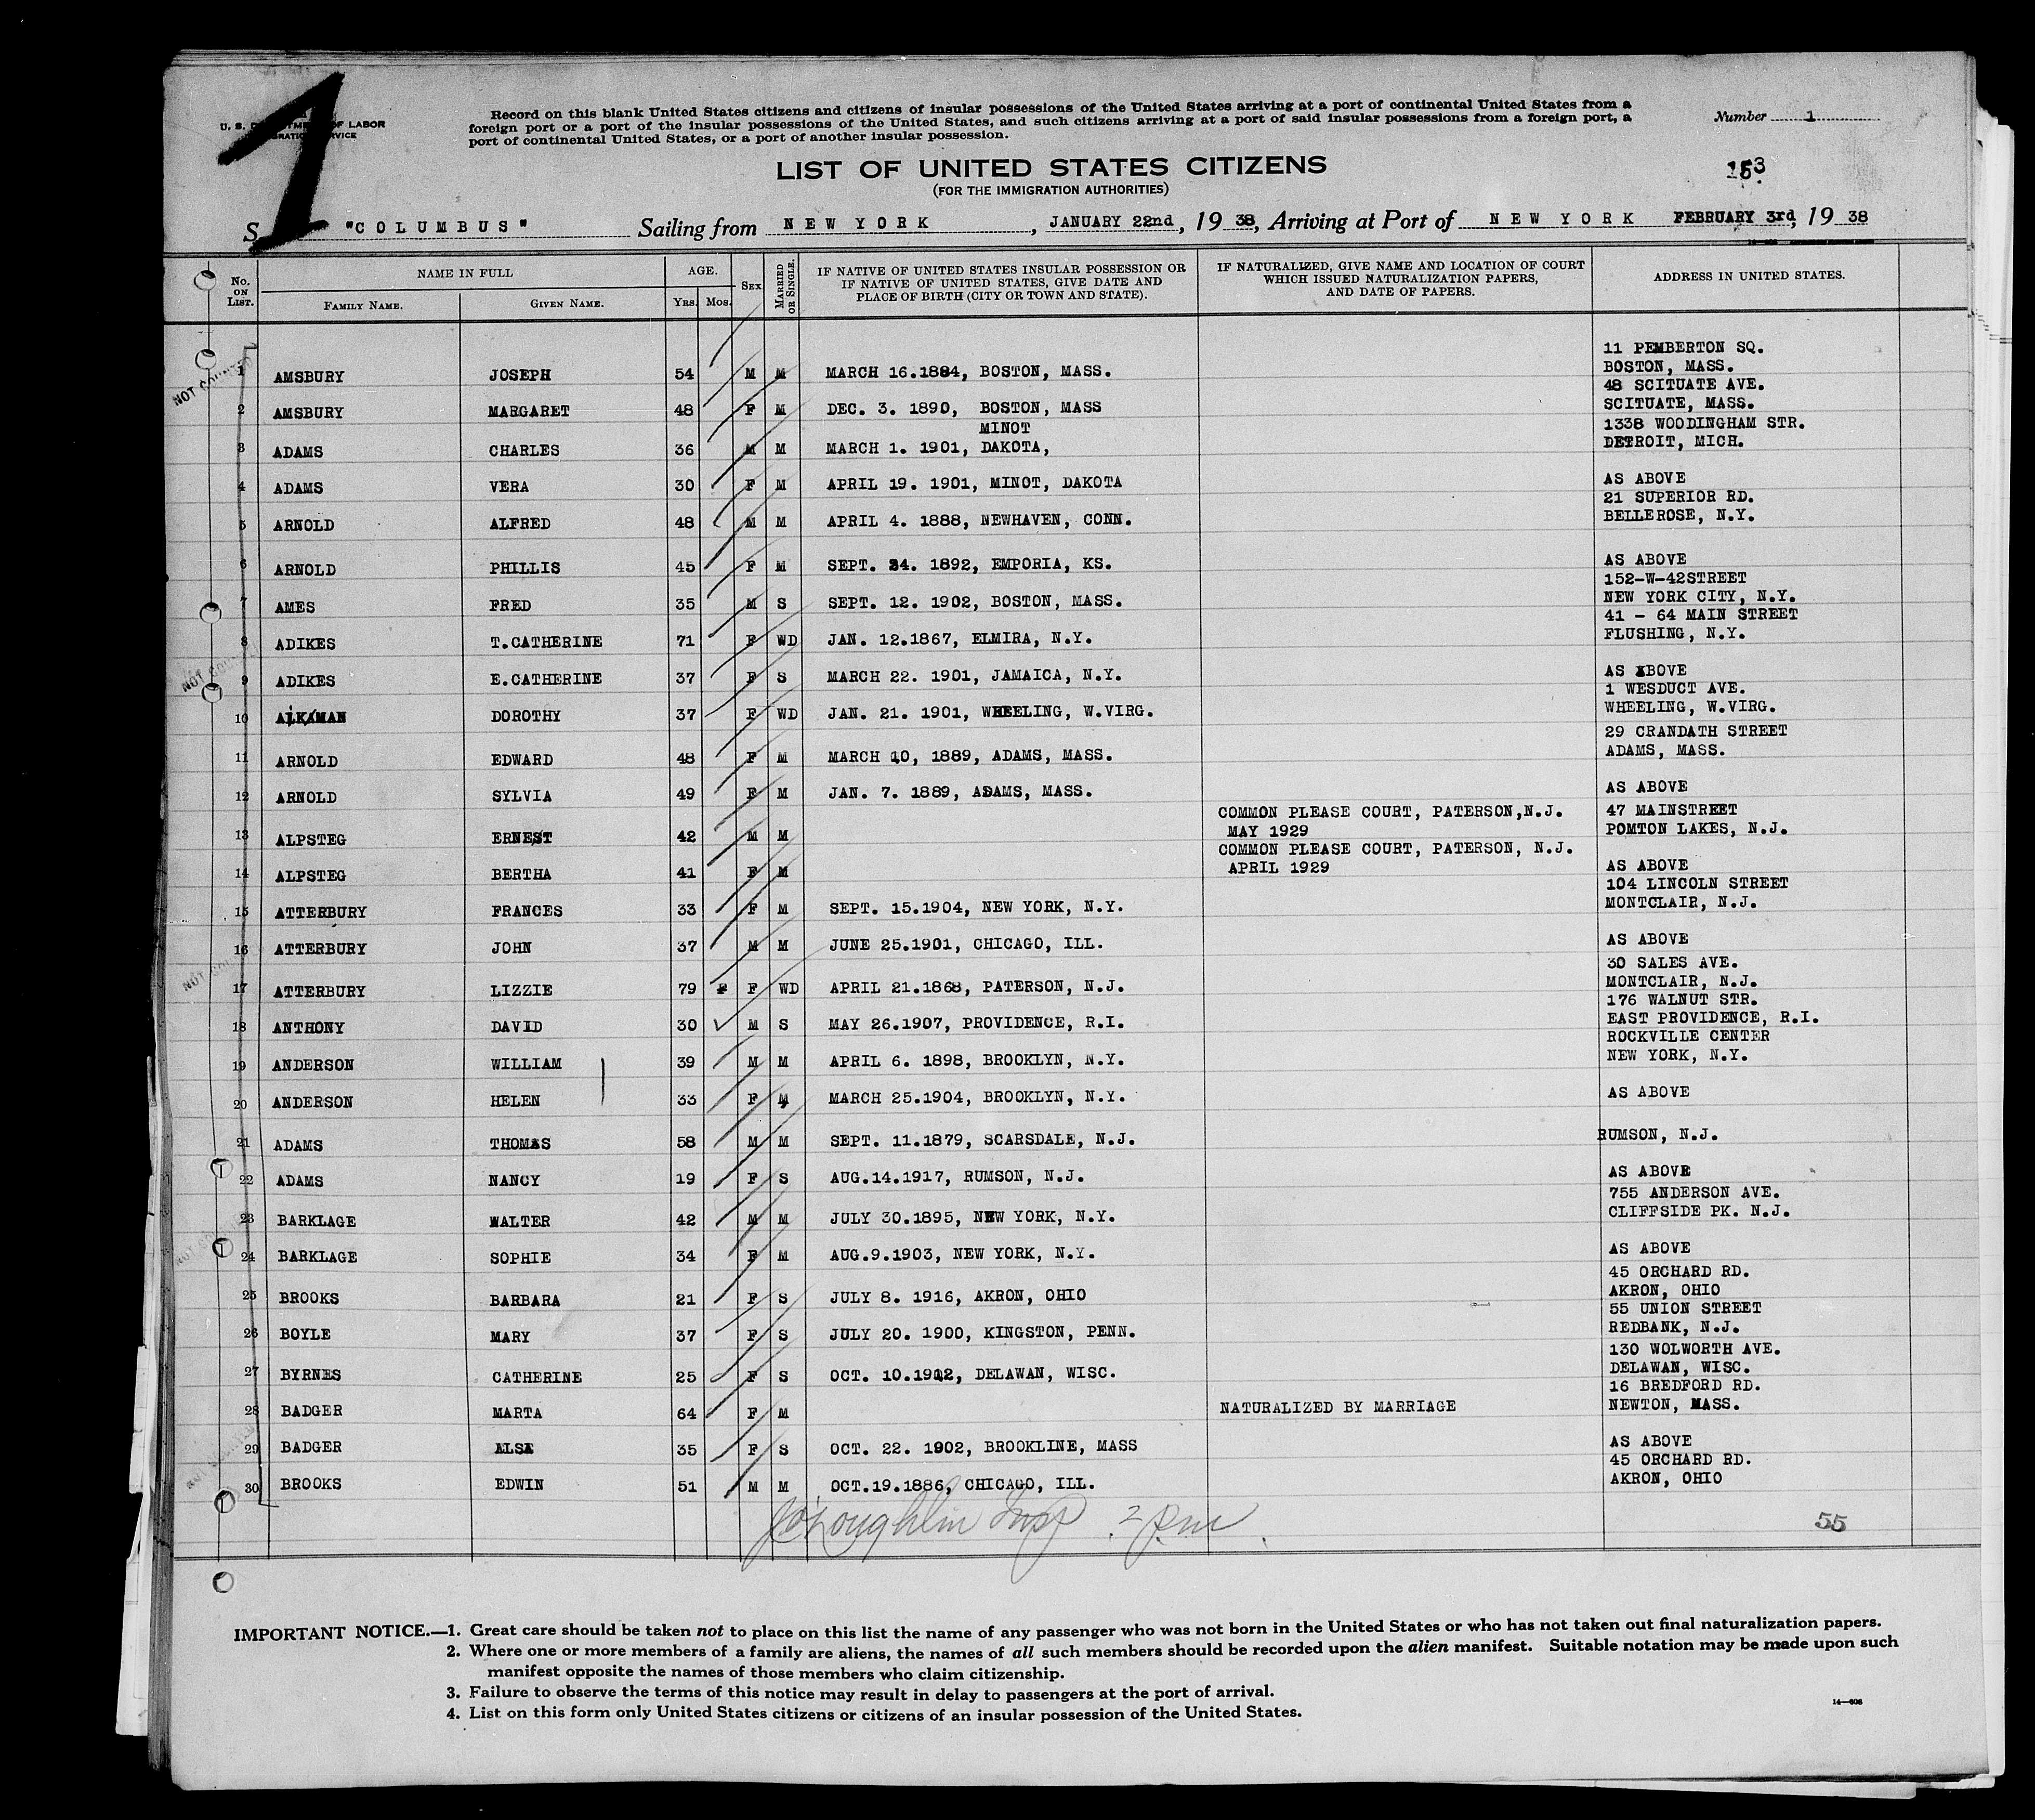 1
U. S. DEPARTMENT OF LABOR
IMMIGRATION SERVICE
Record on this blank United States citizens and citizens of insular possessions of the United States arriving at a port of continental United States from a
foreign port or a port of the insular possessions of the United States, and such citizens arriving at a port of said insular possessions from a foreign port, a
port of continental United States, or a port of another insular possession.
Number 1
LIST OF UNITED STATES CITIZENS
(FOR THE IMMIGRATION AUTHORITIES)
153
S "COLUMBUS" Sailing from NEW YORK, JANUARY 22nd, 1938, Arriving at Port of NEW YORK FEBRUARY 3rd, 1938
No. ON LIST.
NAME IN FULL
FAMILY NAME. GIVEN NAME.
AGE.
YRS. MOS.
SEX
MARRIED OR SINGLE.
IF NATIVE OF UNITED STATES INSULAR POSSESSION OR
IF NATIVE OF UNITED STATES, GIVE DATE AND
PLACE OF BIRTH (CITY OR TOWN AND STATE).
IF NATURALIZED, GIVE NAME AND LOCATION OF COURT
WHICH ISSUED NATURALIZATION PAPERS,
AND DATE OF PAPERS.
ADDRESS IN UNITED STATES.
NOT COUNTED
11 PEMBERTON SQ.
1 AMSBURY JOSEPH 54 M M MARCH 16.1884, BOSTON, MASS. BOSTON, MASS.
48 SCITUATE AVE.
2 AMSBURY MARGARET 48 F M DEC. 3. 1890, BOSTON, MASS SCITUATE, MASS.
MINOT 1338 WOODINGHAM STR.
3 ADAMS CHARLES 36 M M MARCH 1. 1901, DAKOTA, DETROIT, MICH.
4 ADAMS VERA 30 F M APRIL 19. 1901, MINOT, DAKOTA AS ABOVE
21 SUPERIOR RD.
5 ARNOLD ALFRED 48 M M APRIL 4. 1888, NEWHAVEN, CONN. BELLEROSE, N.Y.
6 ARNOLD PHILLIS 45 F M SEPT. 24. 1892, EMPORIA, KS. AS ABOVE
152-W-42STREET
7 AMES FRED 35 M S SEPT. 12. 1902, BOSTON, MASS. NEW YORK CITY, N.Y.
41 - 64 MAIN STREET
8 ADIKES T.CATHERINE 71 F WD JAN. 12.1867, ELMIRA, N.Y. FLUSHING, N.Y.
9 ADIKES E.CATHERINE 37 F S MARCH 22. 1901, JAMAICA, N.Y. AS ABOVE
1 WESDUCT AVE.
10 AIKMAN DOROTHY 37 F WD JAN. 21. 1901, WHEELING, W.VIRG. WHEELING, W.VIRG.
29 CRANDATH STREET
11 ARNOLD EDWARD 48 F M MARCH 10, 1889, ADAMS, MASS. ADAMS, MASS.
12 ARNOLD SYLVIA 49 F M JAN. 7. 1889, ADAMS, MASS. AS ABOVE
COMMON PLEASE COURT, PATERSON,N.J. 47 MAINSTREET
13 ALPSTEG ERNEST 42 M M MAY 1929 POMTON LAKES, N.J.
COMMON PLEASE COURT, PATERSON, N.J.
14 ALPSTEG BERTHA 41 F M APRIL 1929 AS ABOVE
104 LINCOLN STREET
15 ATTERBURY FRANCES 33 F M SEPT. 15.1904, NEW YORK, N.Y. MONTCLAIR, N.J.
16 ATTERBURY JOHN 37 M M JUNE 25.1901, CHICAGO, ILL. AS ABOVE
30 SALES AVE.
17 ATTERBURY LIZZIE 79 F F WD APRIL 21.1868, PATERSON, N.J. MONTCLAIR, N.J.
176 WALNUT STR.
18 ANTHONY DAVID 30 M S MAY 26.1907, PROVIDENCE, R.I. EAST PROVIDENCE, R.I.
ROCKVILLE CENTER
19 ANDERSON WILLIAM 39 M M APRIL 6. 1898, BROOKLYN, N.Y. NEW YORK, N.Y.
20 ANDERSON HELEN 33 F M MARCH 25.1904, BROOKLYN, N.Y. AS ABOVE
21 ADAMS THOMAS 58 M M SEPT. 11.1879, SCARSDALE, N.J. RUMSON, N.J.
22 ADAMS NANCY 19 F S AUG.14.1917, RUMSON, N.J. AS ABOVE
755 ANDERSON AVE.
23 BARKLAGE WALTER 42 M M JULY 30.1895, NEW YORK, N.Y. CLIFFSIDE PK. N.J.
24 BARKLAGE SOPHIE 34 F M AUG.9.1903, NEW YORK, N.Y. AS ABOVE
45 ORCHARD RD.
25 BROOKS BARBARA 21 F S JULY 8. 1916, AKRON, OHIO AKRON, OHIO
55 UNION STREET
26 BOYLE MARY 37 F S JULY 20. 1900, KINGSTON, PENN. REDBANK, N.J.
130 WOLWORTH AVE.
27 BYRNES CATHERINE 25 F S OCT. 10.1912, DELAWAN, WISC. DELAWAN, WISC.
16 BREDFORD RD.
28 BADGER MARTA 64 F M NATURALIZED BY MARRIAGE NEWTON, MASS.
29 BADGER 35 F S OCT. 22. 1902, BROOKLINE, MASS AS ABOVE
45 ORCHARD RD.
30 BROOKS EDWIN 51 M M OCT.19.1886, CHICAGO, ILL. AKRON, OHIO
J O'Loughlin Insp. 2 pm
55
IMPORTANT NOTICE.—1. Great care should be taken not to place on this list the name of any passenger who was not born in the United States or who has not taken out final naturalization papers.
2. Where one or more members of a family are aliens, the names of all such members should be recorded upon the alien manifest. Suitable notation may be made upon such
manifest opposite the names of those members who claim citizenship.
3. Failure to observe the terms of this notice may result in delay to passengers at the port of arrival.
4. List on this form only United States citizens or citizens of an insular possession of the United States.
14—606